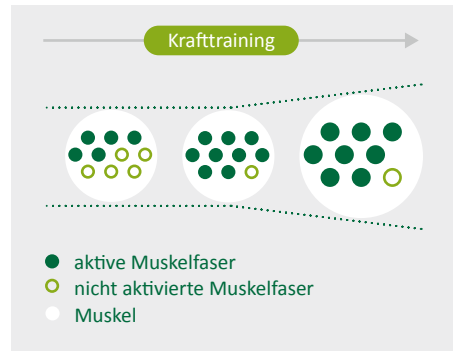 Krafttraining
aktive Muskelfaser
nicht aktivierte Muskelfaser
Muskel